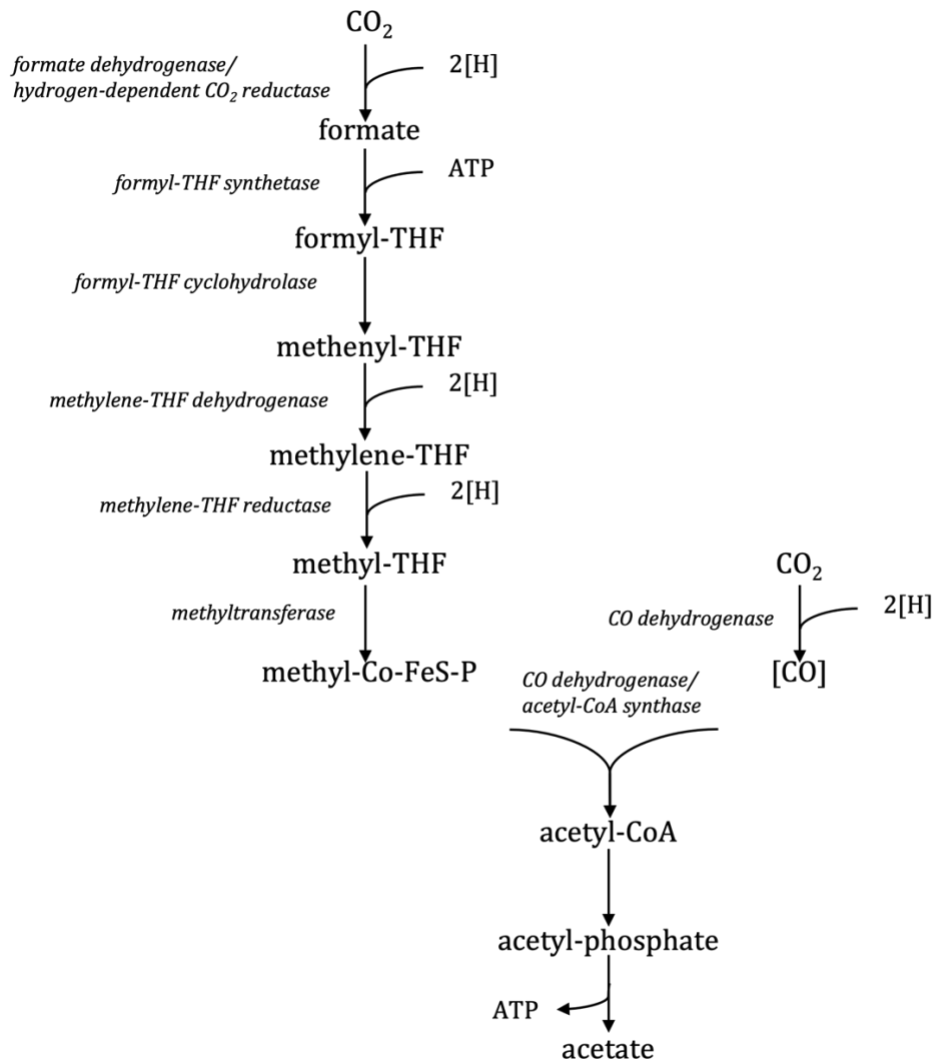 CO₂
formate dehydrogenase/
hydrogen-dependent CO₂ reductase
2[H]
formate
formyl-THF synthetase
ATP
formyl-THF
formyl-THF cyclohydrolase
methenyl-THF
methylene-THF dehydrogenase
2[H]
methylene-THF
methylene-THF reductase
2[H]
methyl-THF
methyltransferase
methyl-Co-FeS-P
CO₂
CO dehydrogenase
2[H]
[CO]
CO dehydrogenase/
acetyl-CoA synthase
acetyl-CoA
acetyl-phosphate
ATP
acetate